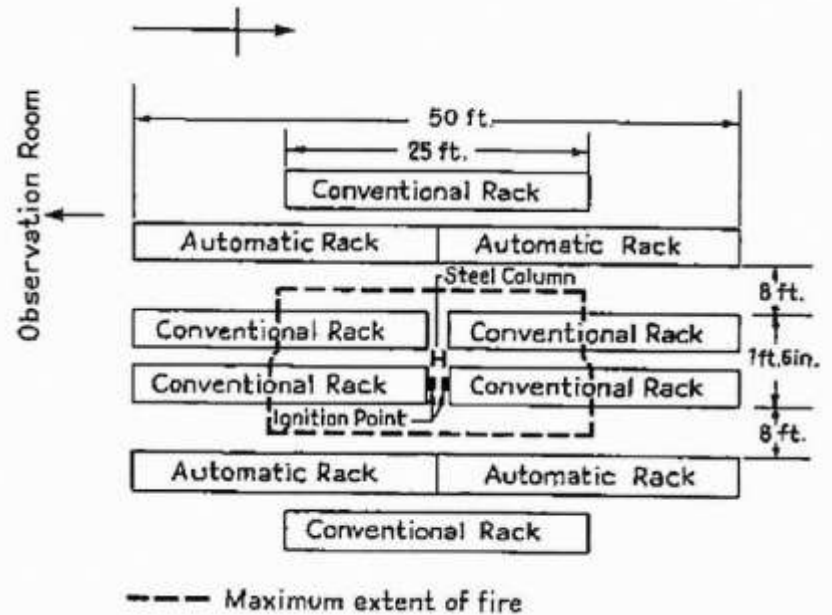 50 ft.
25 ft.
Observation Room
Conventional Rack
Automatic Rack
Automatic Rack
Steel Column
8 ft.
Conventional Rack
Conventional Rack
7ft.6in.
Conventional Rack
Conventional Rack
Ignition Point
8 ft.
Automatic Rack
Automatic Rack
Conventional Rack
Maximum extent of fire